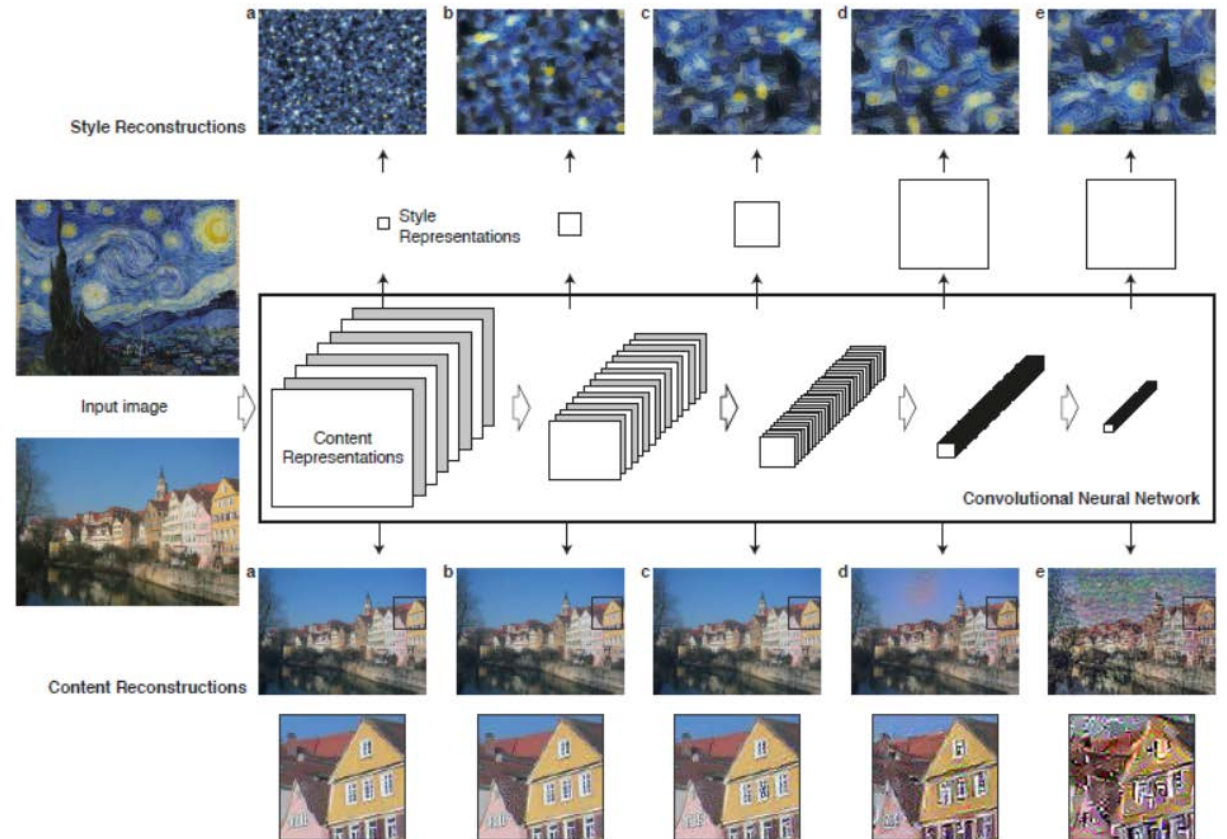 a b c d e
Style Reconstructions
Style
Representations
Input image
Content
Representations
Convolutional Neural Network
a b c d e
Content Reconstructions